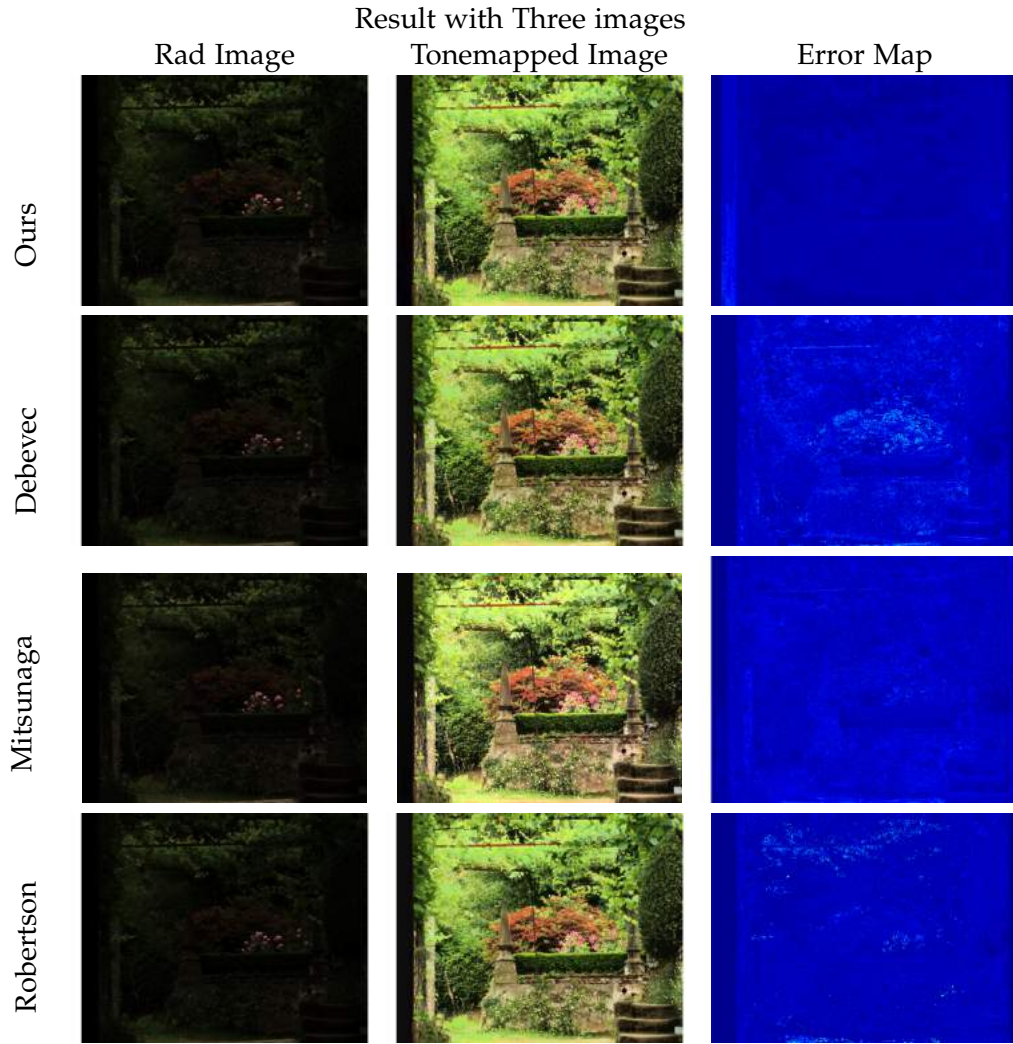 Result with Three images
Rad Image
Tonemapped Image
Error Map
Ours
Debevec
Mitsunaga
Robertson